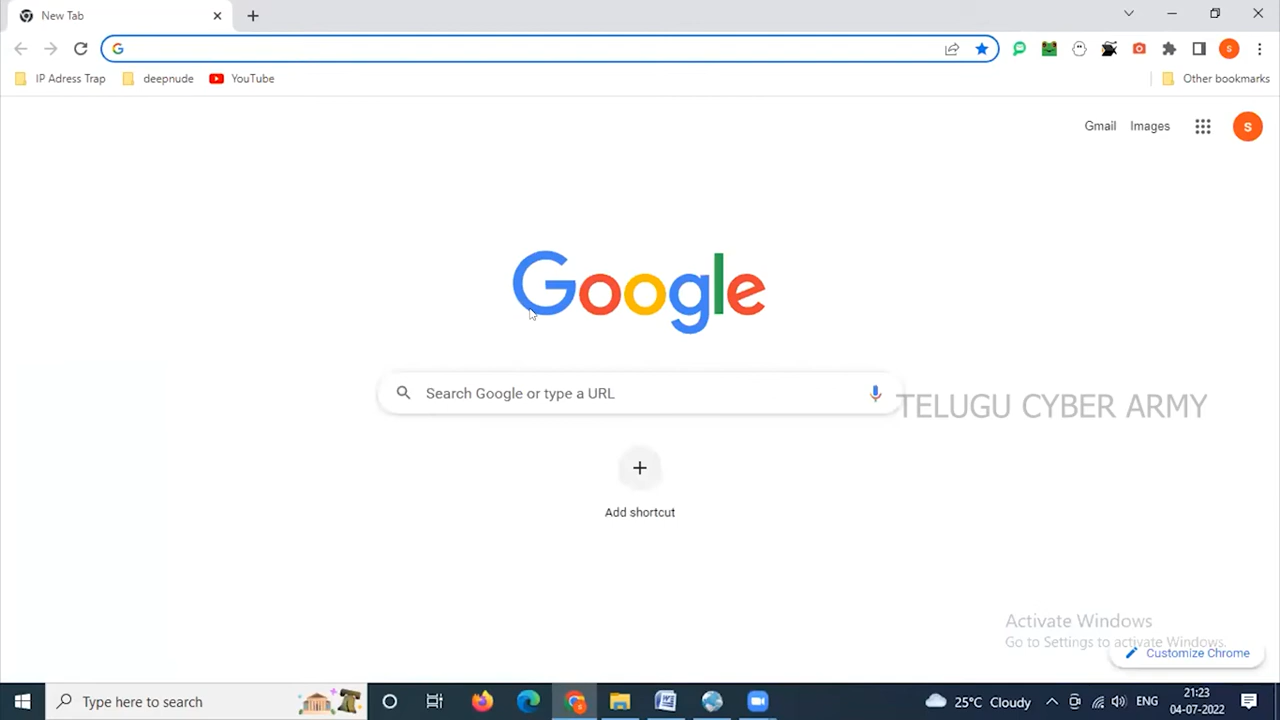 New Tab
IP Adress Trap
deepnude
YouTube
Other bookmarks
Gmail
Images
S
S
Google
Search Google or type a URL
TELUGU CYBER ARMY
Add shortcut
Activate Windows
Go to Settings to activate Windows.
Customize Chrome
Type here to search
25°C Cloudy
ENG
21:23
04-07-2022